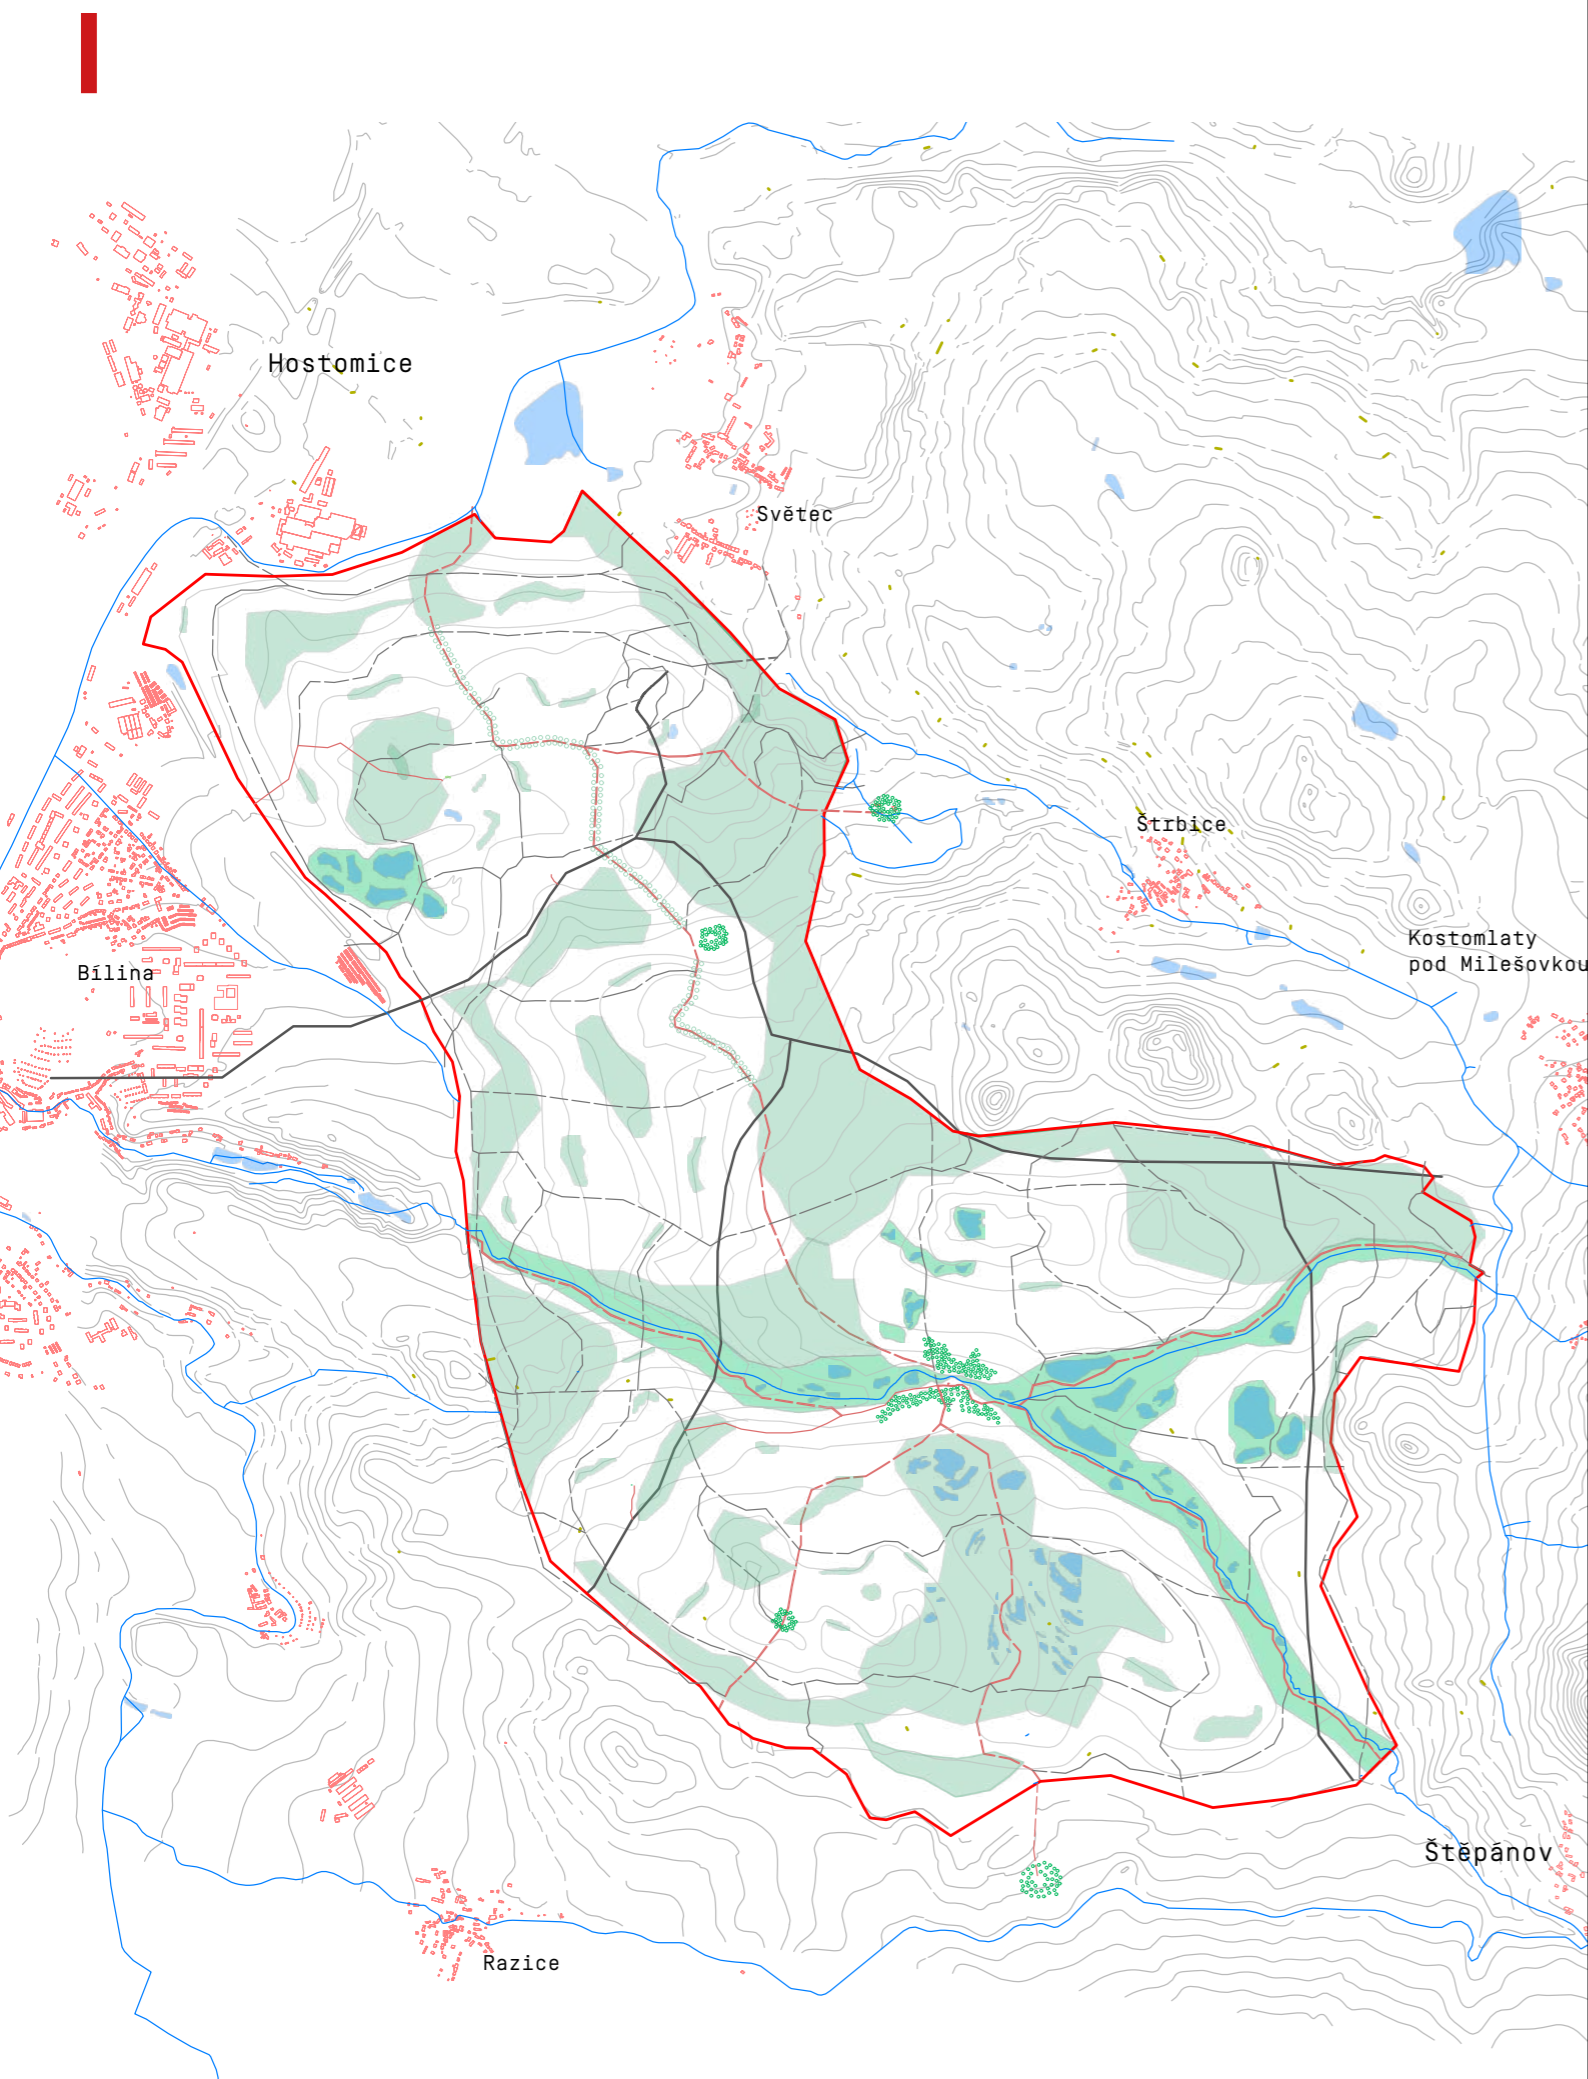 Hostomice
Světec
Štrbice
Kostomlaty
pod Milešovkou
Bílina
Štěpánov
Razice